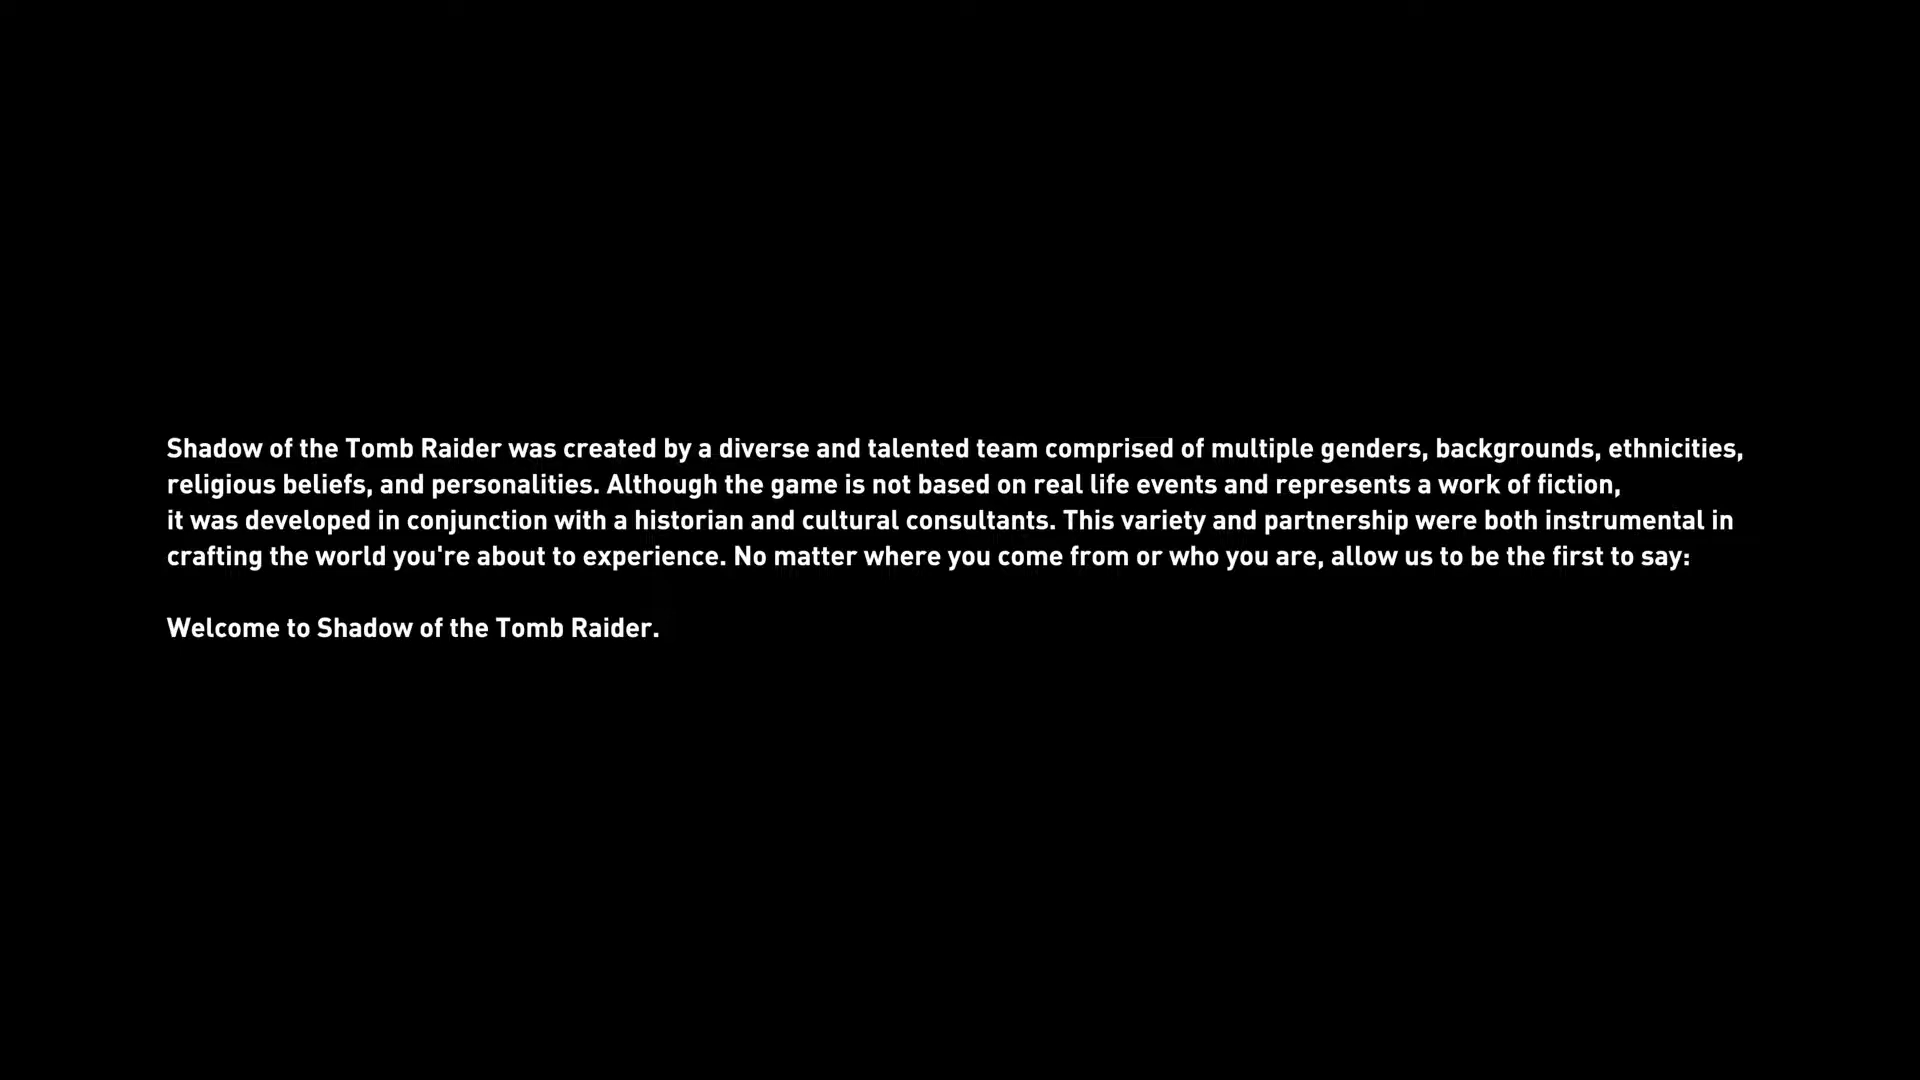 Shadow of the Tomb Raider was created by a diverse and talented team comprised of multiple genders, backgrounds, ethnicities,
religious beliefs, and personalities. Although the game is not based on real life events and represents a work of fiction,
it was developed in conjunction with a historian and cultural consultants. This variety and partnership were both instrumental in
crafting the world you're about to experience. No matter where you come from or who you are, allow us to be the first to say:
Welcome to Shadow of the Tomb Raider.